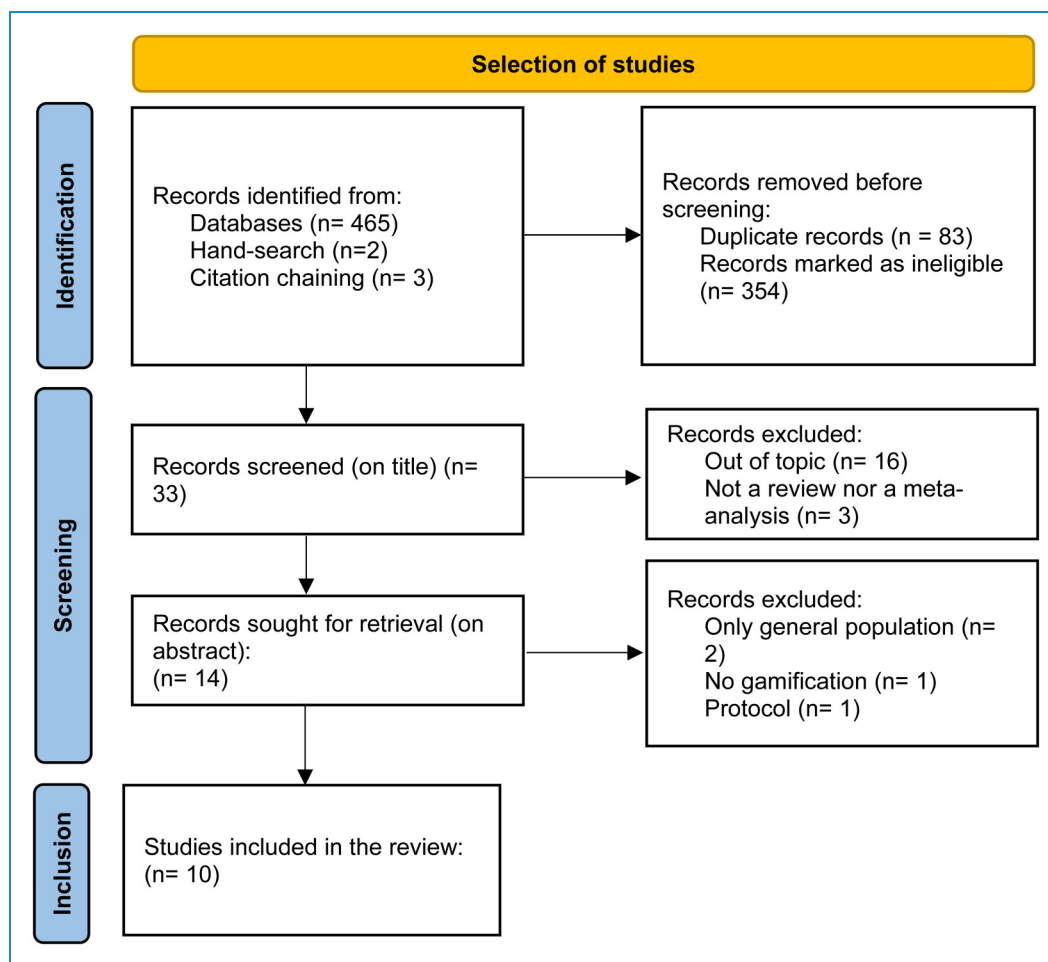 Selection of studies
Identification
Records identified from:
Databases (n= 465)
Hand-search (n=2)
Citation chaining (n= 3)
Records removed before
screening:
Duplicate records (n = 83)
Records marked as ineligible
(n= 354)
Screening
Records screened (on title) (n=
33)
Records excluded:
Out of topic (n= 16)
Not a review nor a meta-
analysis (n= 3)
Records sought for retrieval (on
abstract):
(n= 14)
Records excluded:
Only general population (n=
2)
No gamification (n= 1)
Protocol (n= 1)
Inclusion
Studies included in the review:
(n= 10)